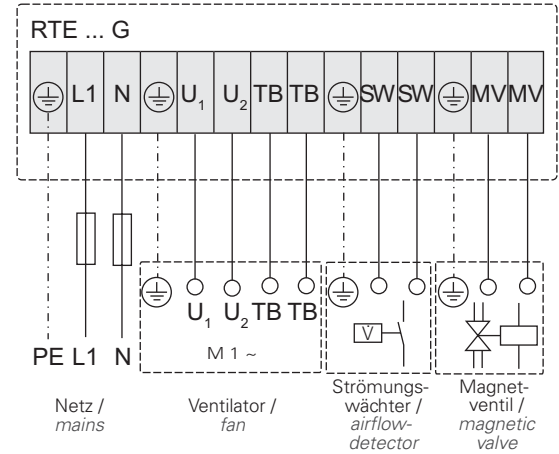 RTE ... G
L1 N U1 U2 TB TB SW SW MV MV
U1 U2 TB TB
V̇
M 1 ~
PE L1 N
Netz /
mains
Ventilator /
fan
Strömungs-
wächter /
airflow-
detector
Magnet-
ventil /
magnetic
valve